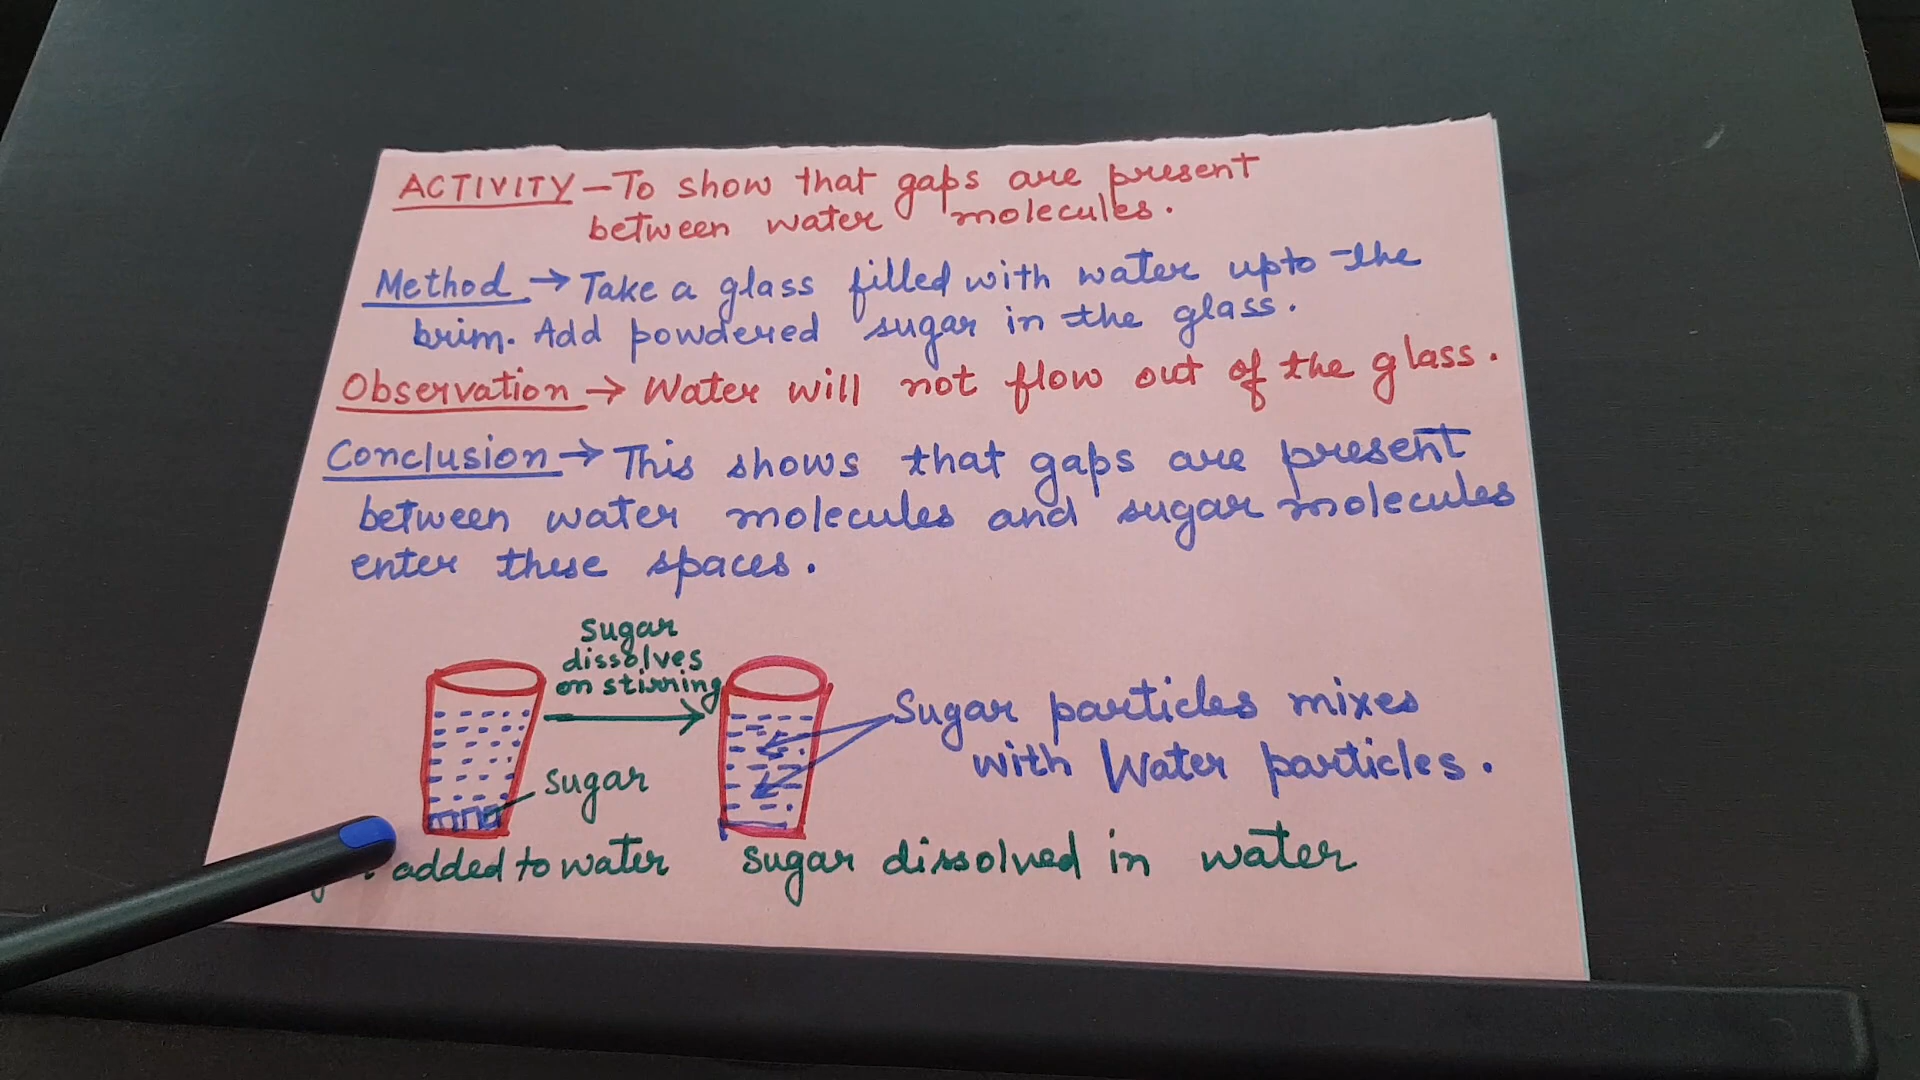 ACTIVITY – To show that gaps are present
between water molecules.
Method → Take a glass filled with water upto the
brim. Add powdered sugar in the glass.
Observation → Water will not flow out of the glass.
Conclusion → This shows that gaps are present
between water molecules and sugar molecules
enter these spaces.
Sugar
dissolves
on stirring
Sugar particles mixes
with Water particles.
sugar
added to water
Sugar dissolved in water